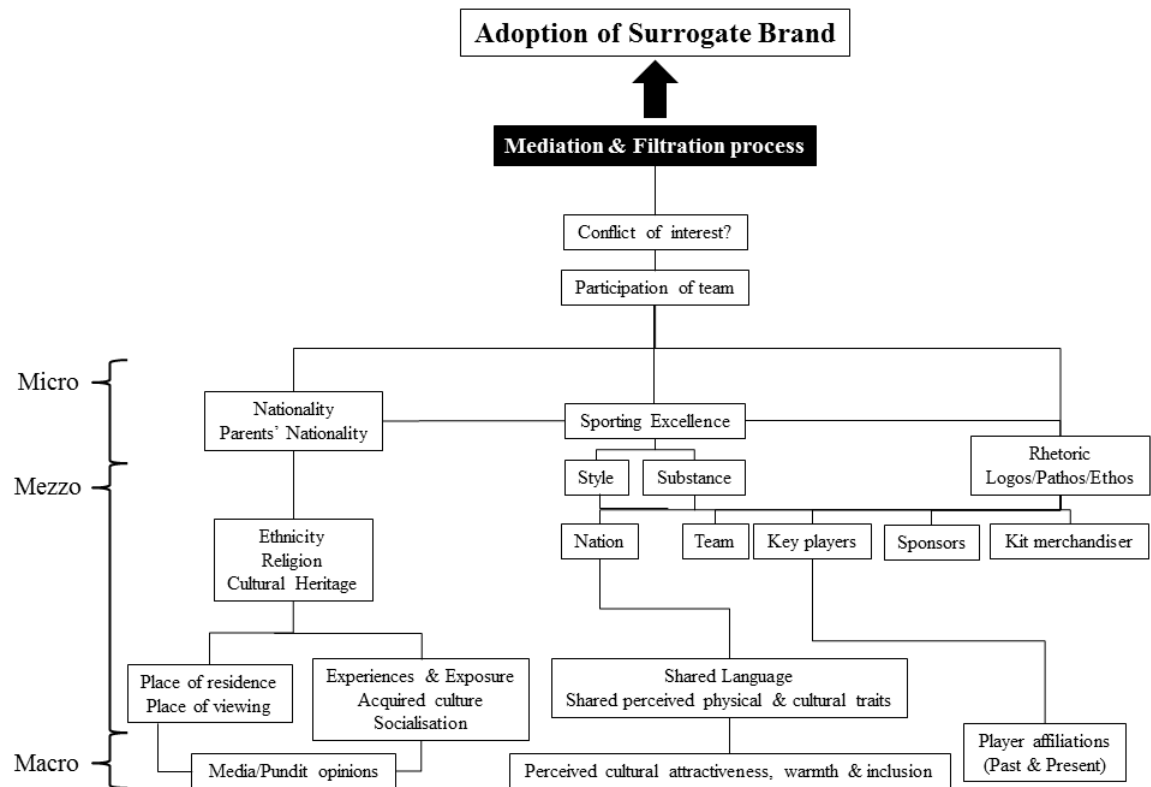 Adoption of Surrogate Brand
Mediation & Filtration process
Conflict of interest?
Participation of team
Micro
Nationality
Parents’ Nationality
Sporting Excellence
Rhetoric
Logos/Pathos/Ethos
Mezzo
Style
Substance
Ethnicity
Religion
Cultural Heritage
Nation
Team
Key players
Sponsors
Kit merchandiser
Place of residence
Place of viewing
Experiences & Exposure
Acquired culture
Socialisation
Shared Language
Shared perceived physical & cultural traits
Macro
Media/Pundit opinions
Perceived cultural attractiveness, warmth & inclusion
Player affiliations
(Past & Present)